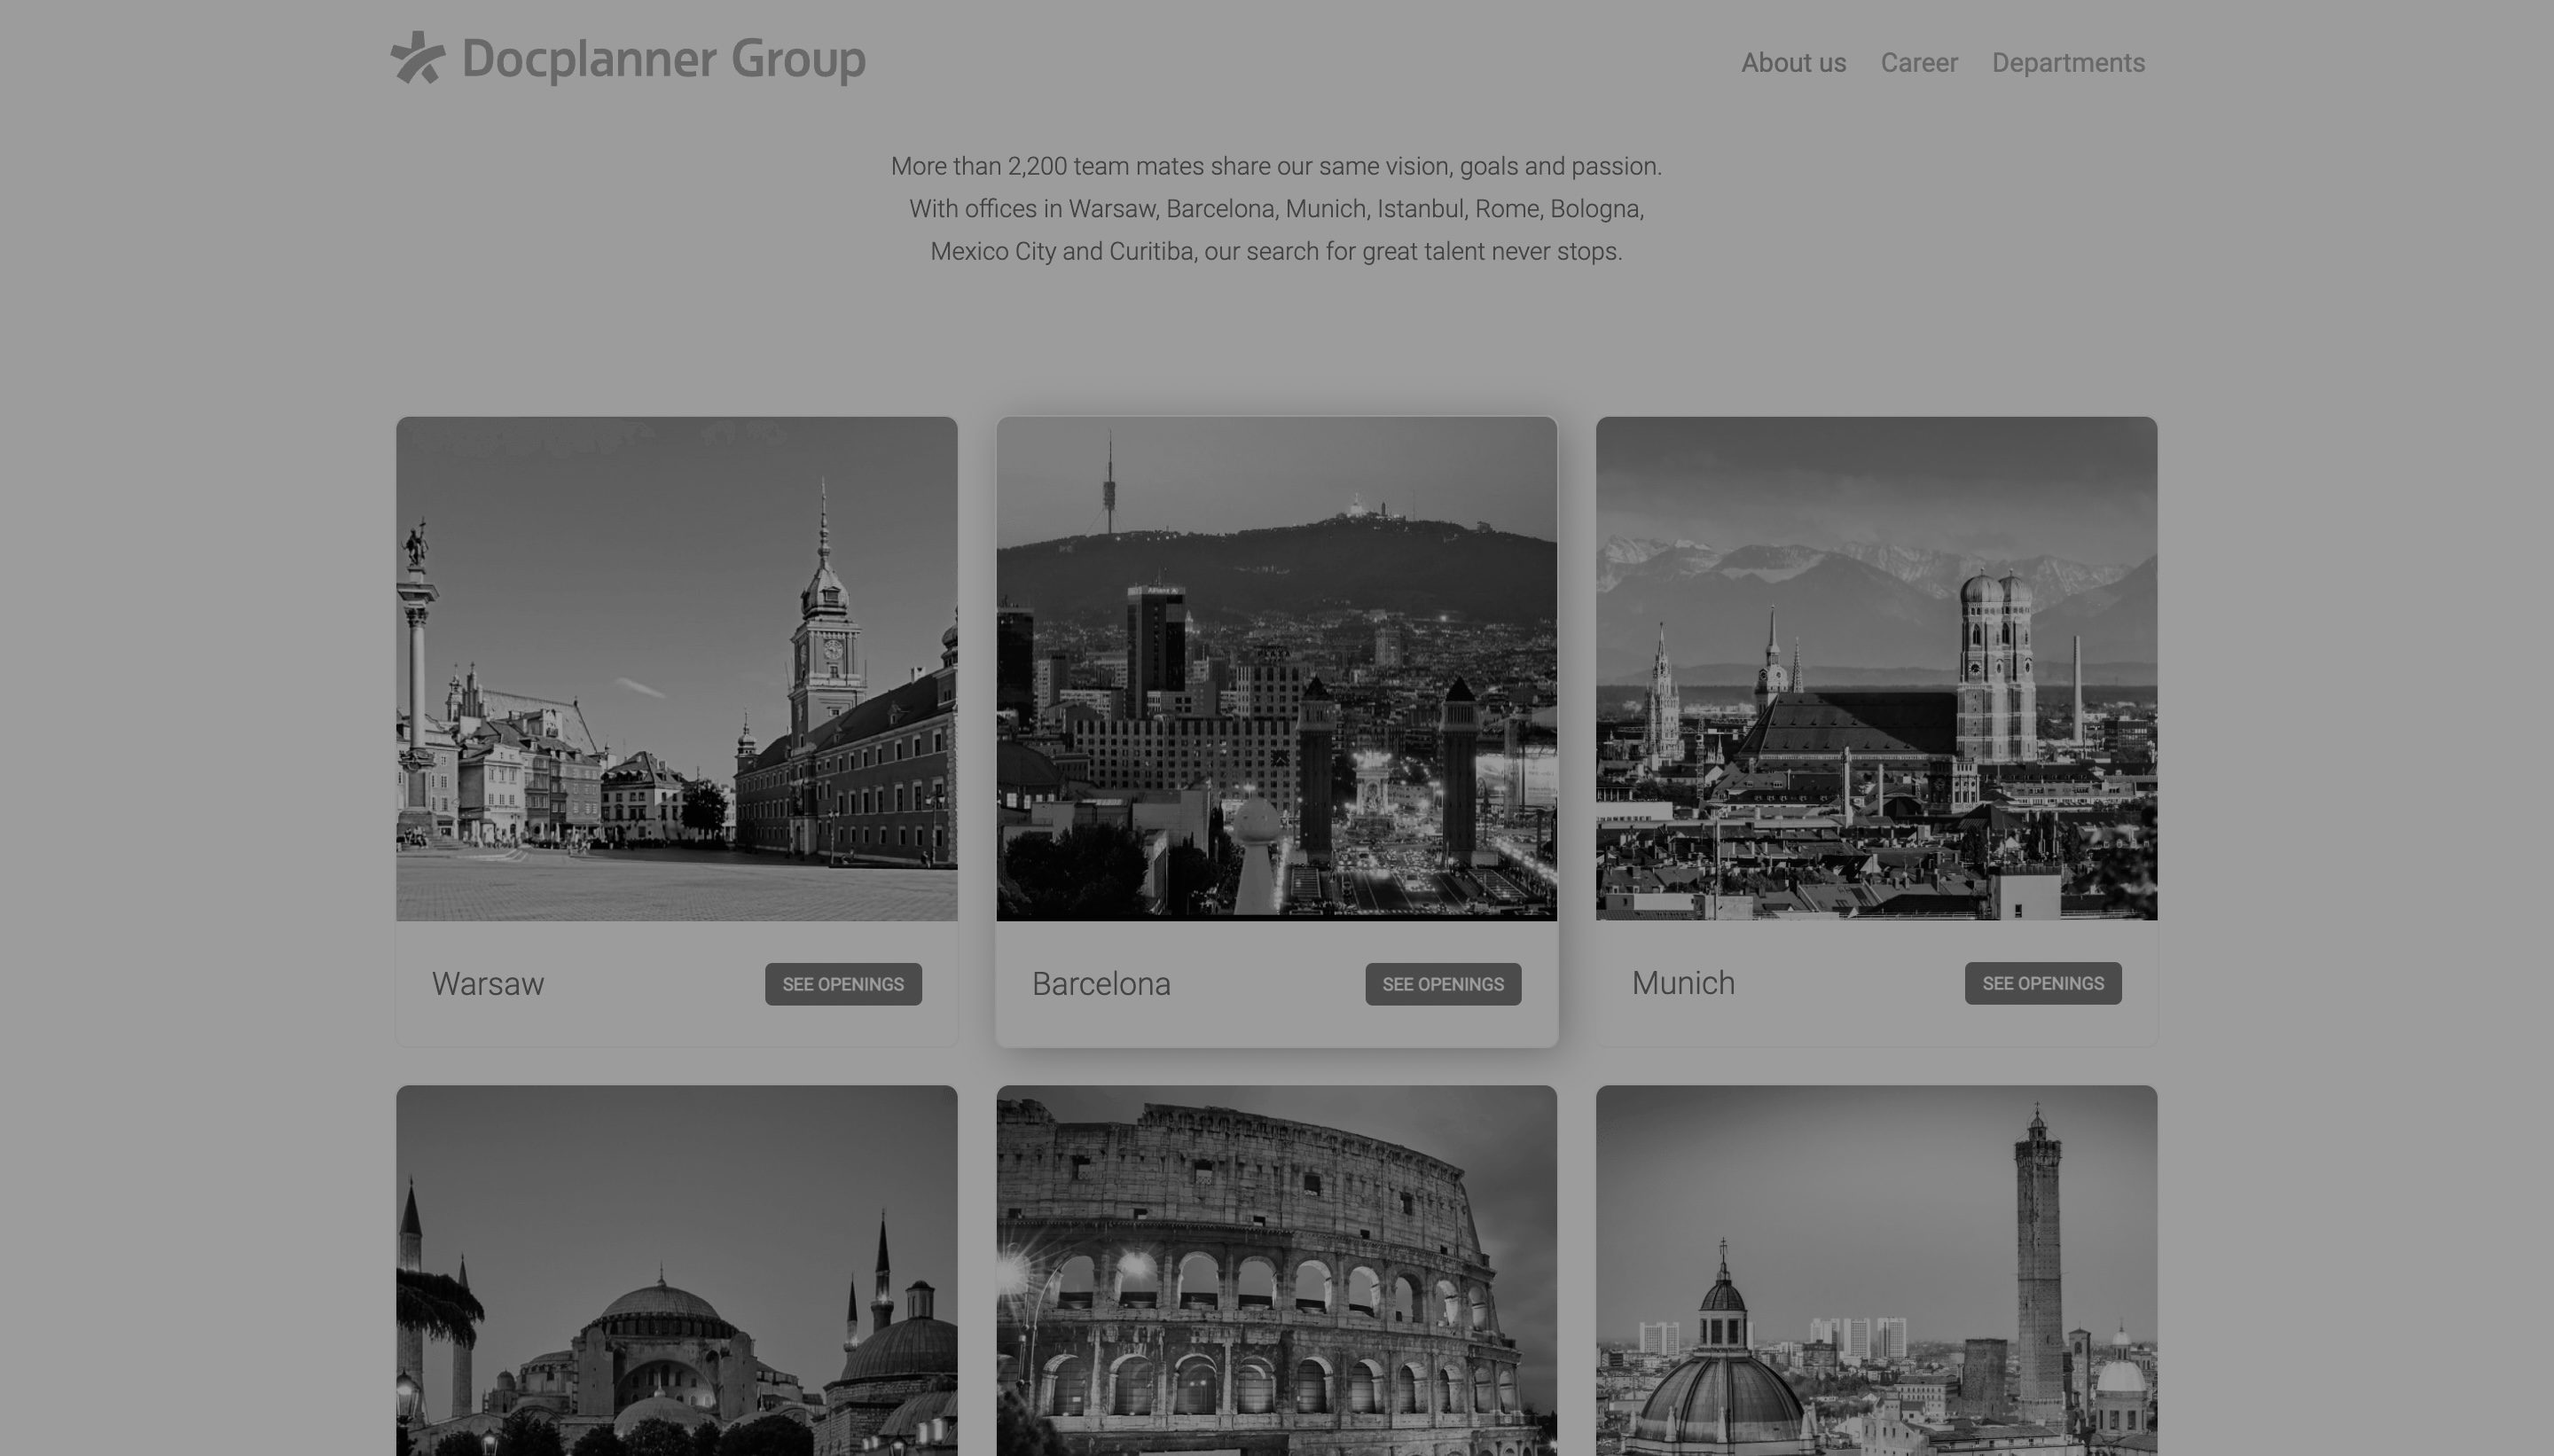 Docplanner Group
About us
Career
Departments
More than 2,200 team mates share our same vision, goals and passion.
With offices in Warsaw, Barcelona, Munich, Istanbul, Rome, Bologna,
Mexico City and Curitiba, our search for great talent never stops.
Allianz
Warsaw
SEE OPENINGS
Barcelona
SEE OPENINGS
Munich
SEE OPENINGS